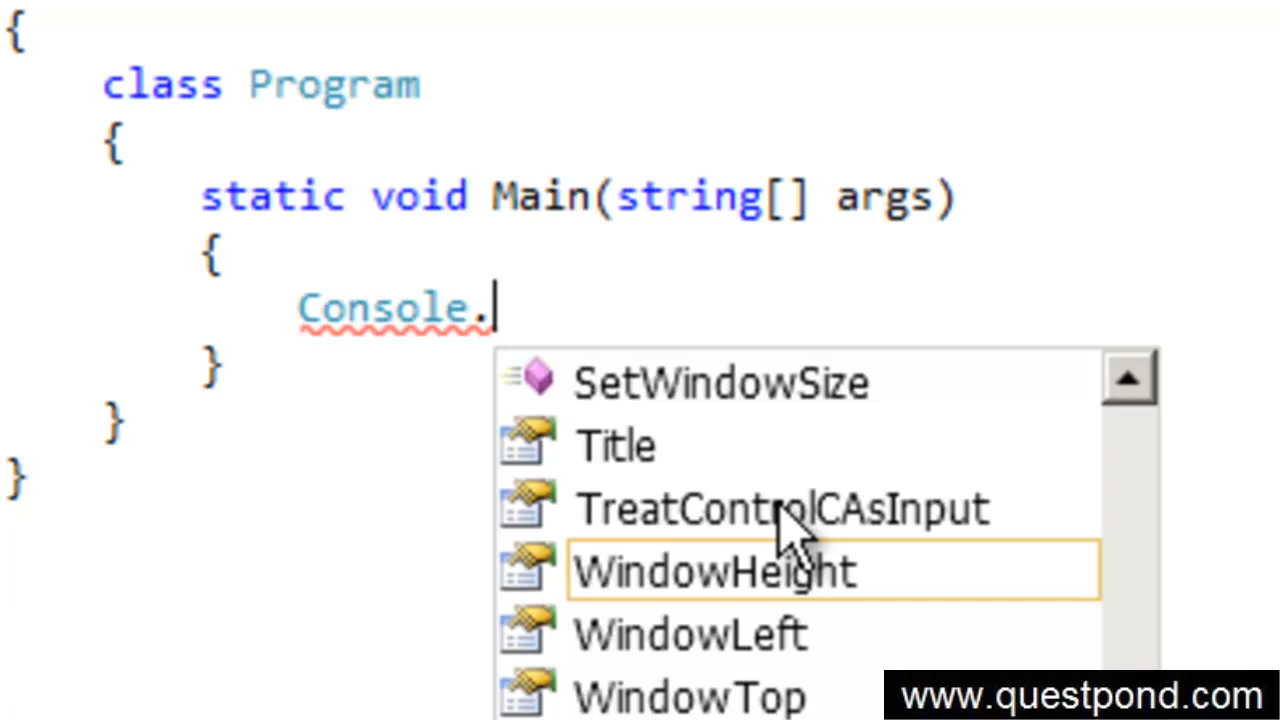 {
class Program
{
static void Main(string[] args)
{
Console.
}
}
}
SetWindowSize
Title
TreatControlCAsInput
WindowHeight
WindowLeft
WindowTop
www.questpond.com